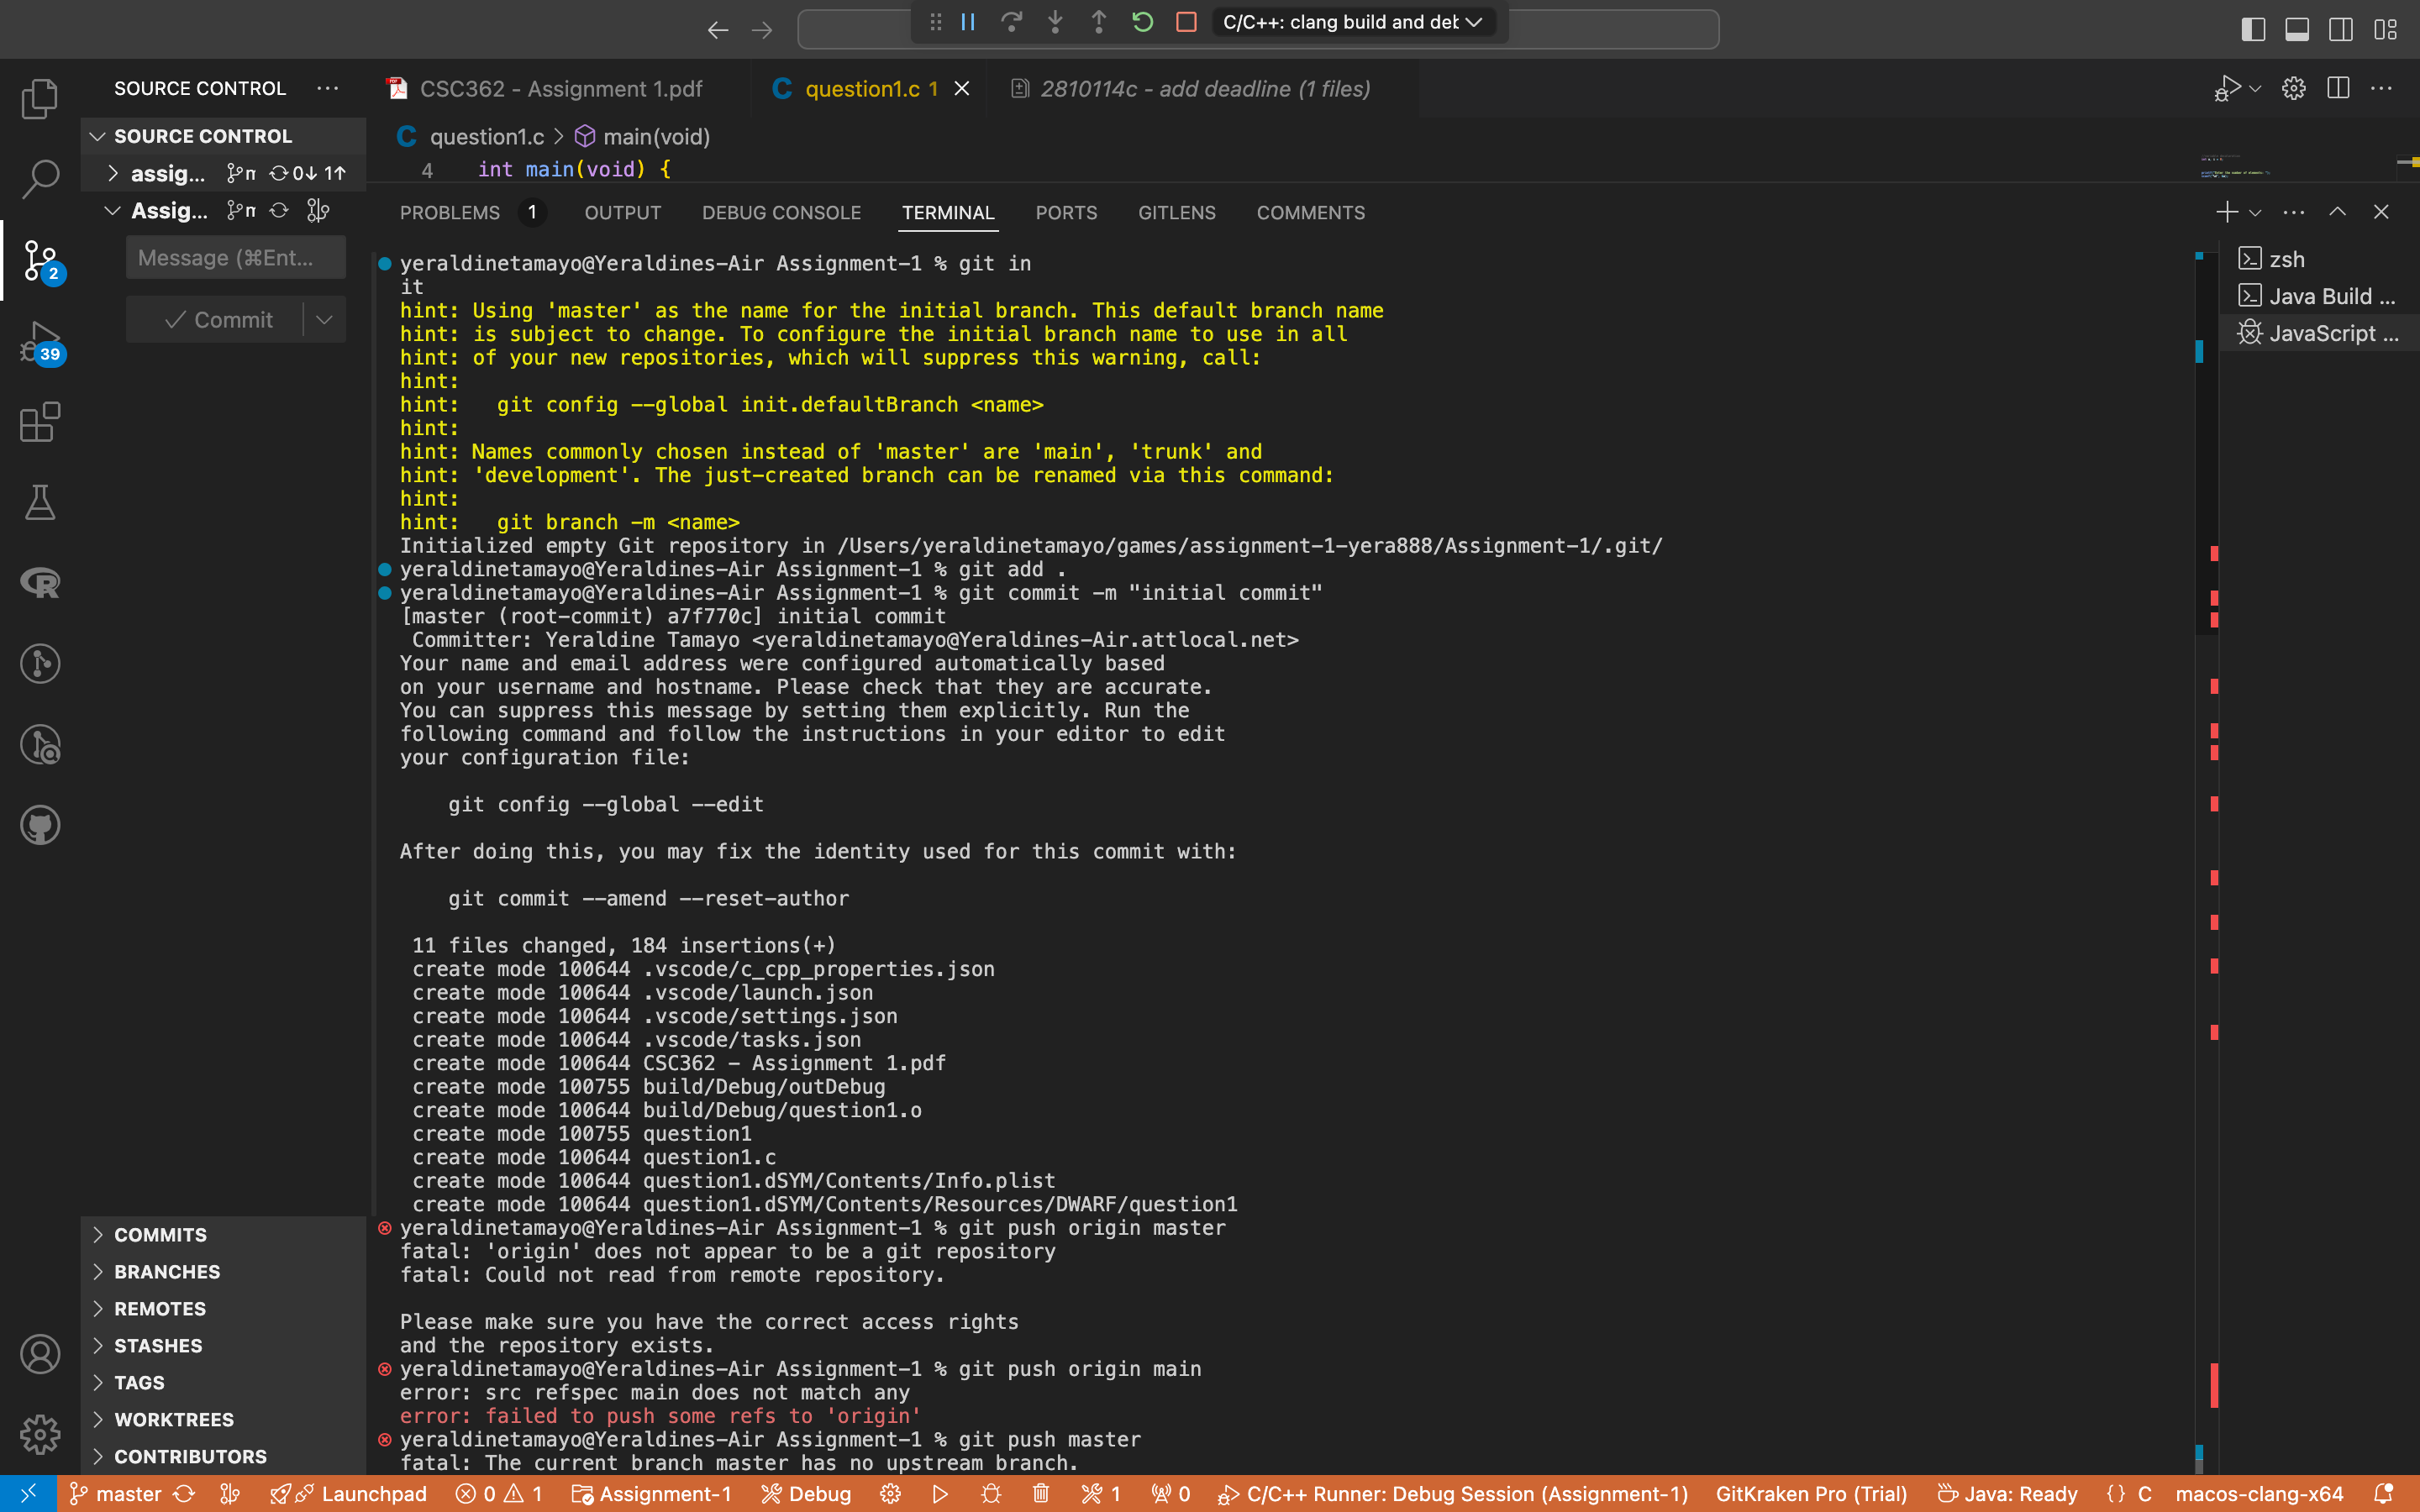 C/C++: clang build and det
SOURCE CONTROL
CSC362 - Assignment 1.pdf
question1.c 1
2810114c - add deadline (1 files)
SOURCE CONTROL
question1.c > main(void)
assig... 0↓ 1↑
4 int main(void) {
Assig...
PROBLEMS 1 OUTPUT DEBUG CONSOLE TERMINAL PORTS GITLENS COMMENTS
Message (⌘Ent...
Commit
2
39
zsh
Java Build ...
JavaScript ...
yeraldinetamayo@Yeraldines-Air Assignment-1 % git in
it
hint: Using 'master' as the name for the initial branch. This default branch name
hint: is subject to change. To configure the initial branch name to use in all
hint: of your new repositories, which will suppress this warning, call:
hint:
hint:   git config --global init.defaultBranch <name>
hint:
hint: Names commonly chosen instead of 'master' are 'main', 'trunk' and
hint: 'development'. The just-created branch can be renamed via this command:
hint:
hint:   git branch -m <name>
Initialized empty Git repository in /Users/yeraldinetamayo/games/assignment-1-yera888/Assignment-1/.git/
yeraldinetamayo@Yeraldines-Air Assignment-1 % git add .
yeraldinetamayo@Yeraldines-Air Assignment-1 % git commit -m "initial commit"
[master (root-commit) a7f770c] initial commit
Committer: Yeraldine Tamayo <yeraldinetamayo@Yeraldines-Air.attlocal.net>
Your name and email address were configured automatically based
on your username and hostname. Please check that they are accurate.
You can suppress this message by setting them explicitly. Run the
following command and follow the instructions in your editor to edit
your configuration file:
git config --global --edit
After doing this, you may fix the identity used for this commit with:
git commit --amend --reset-author
11 files changed, 184 insertions(+)
create mode 100644 .vscode/c_cpp_properties.json
create mode 100644 .vscode/launch.json
create mode 100644 .vscode/settings.json
create mode 100644 .vscode/tasks.json
create mode 100644 CSC362 - Assignment 1.pdf
create mode 100755 build/Debug/outDebug
create mode 100644 build/Debug/question1.o
create mode 100755 question1
create mode 100644 question1.c
create mode 100644 question1.dSYM/Contents/Info.plist
create mode 100644 question1.dSYM/Contents/Resources/DWARF/question1
yeraldinetamayo@Yeraldines-Air Assignment-1 % git push origin master
fatal: 'origin' does not appear to be a git repository
fatal: Could not read from remote repository.
Please make sure you have the correct access rights
and the repository exists.
yeraldinetamayo@Yeraldines-Air Assignment-1 % git push origin main
error: src refspec main does not match any
error: failed to push some refs to 'origin'
yeraldinetamayo@Yeraldines-Air Assignment-1 % git push master
fatal: The current branch master has no upstream branch.
COMMITS
BRANCHES
REMOTES
STASHES
TAGS
WORKTREES
CONTRIBUTORS
master Launchpad 0 1 Assignment-1 Debug 1 0 C/C++ Runner: Debug Session (Assignment-1) GitKraken Pro (Trial) Java: Ready {} C macos-clang-x64